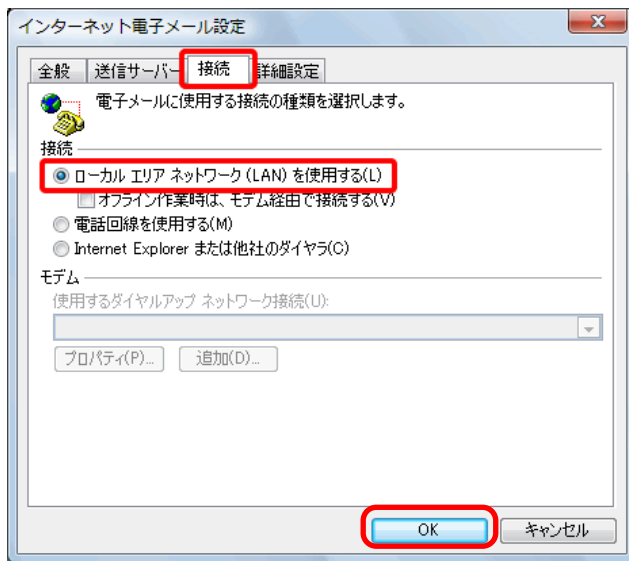 インターネット電子メール設定
全般 送信サーバー 接続 詳細設定
電子メールに使用する接続の種類を選択します。
接続
ローカル エリア ネットワーク (LAN) を使用する(L)
オフライン作業時は、モデム経由で接続する(V)
電話回線を使用する(M)
Internet Explorer または他社のダイヤラ(C)
モデム
使用するダイヤルアップ ネットワーク接続(U):
プロパティ(P)... 追加(D)...
OK キャンセル